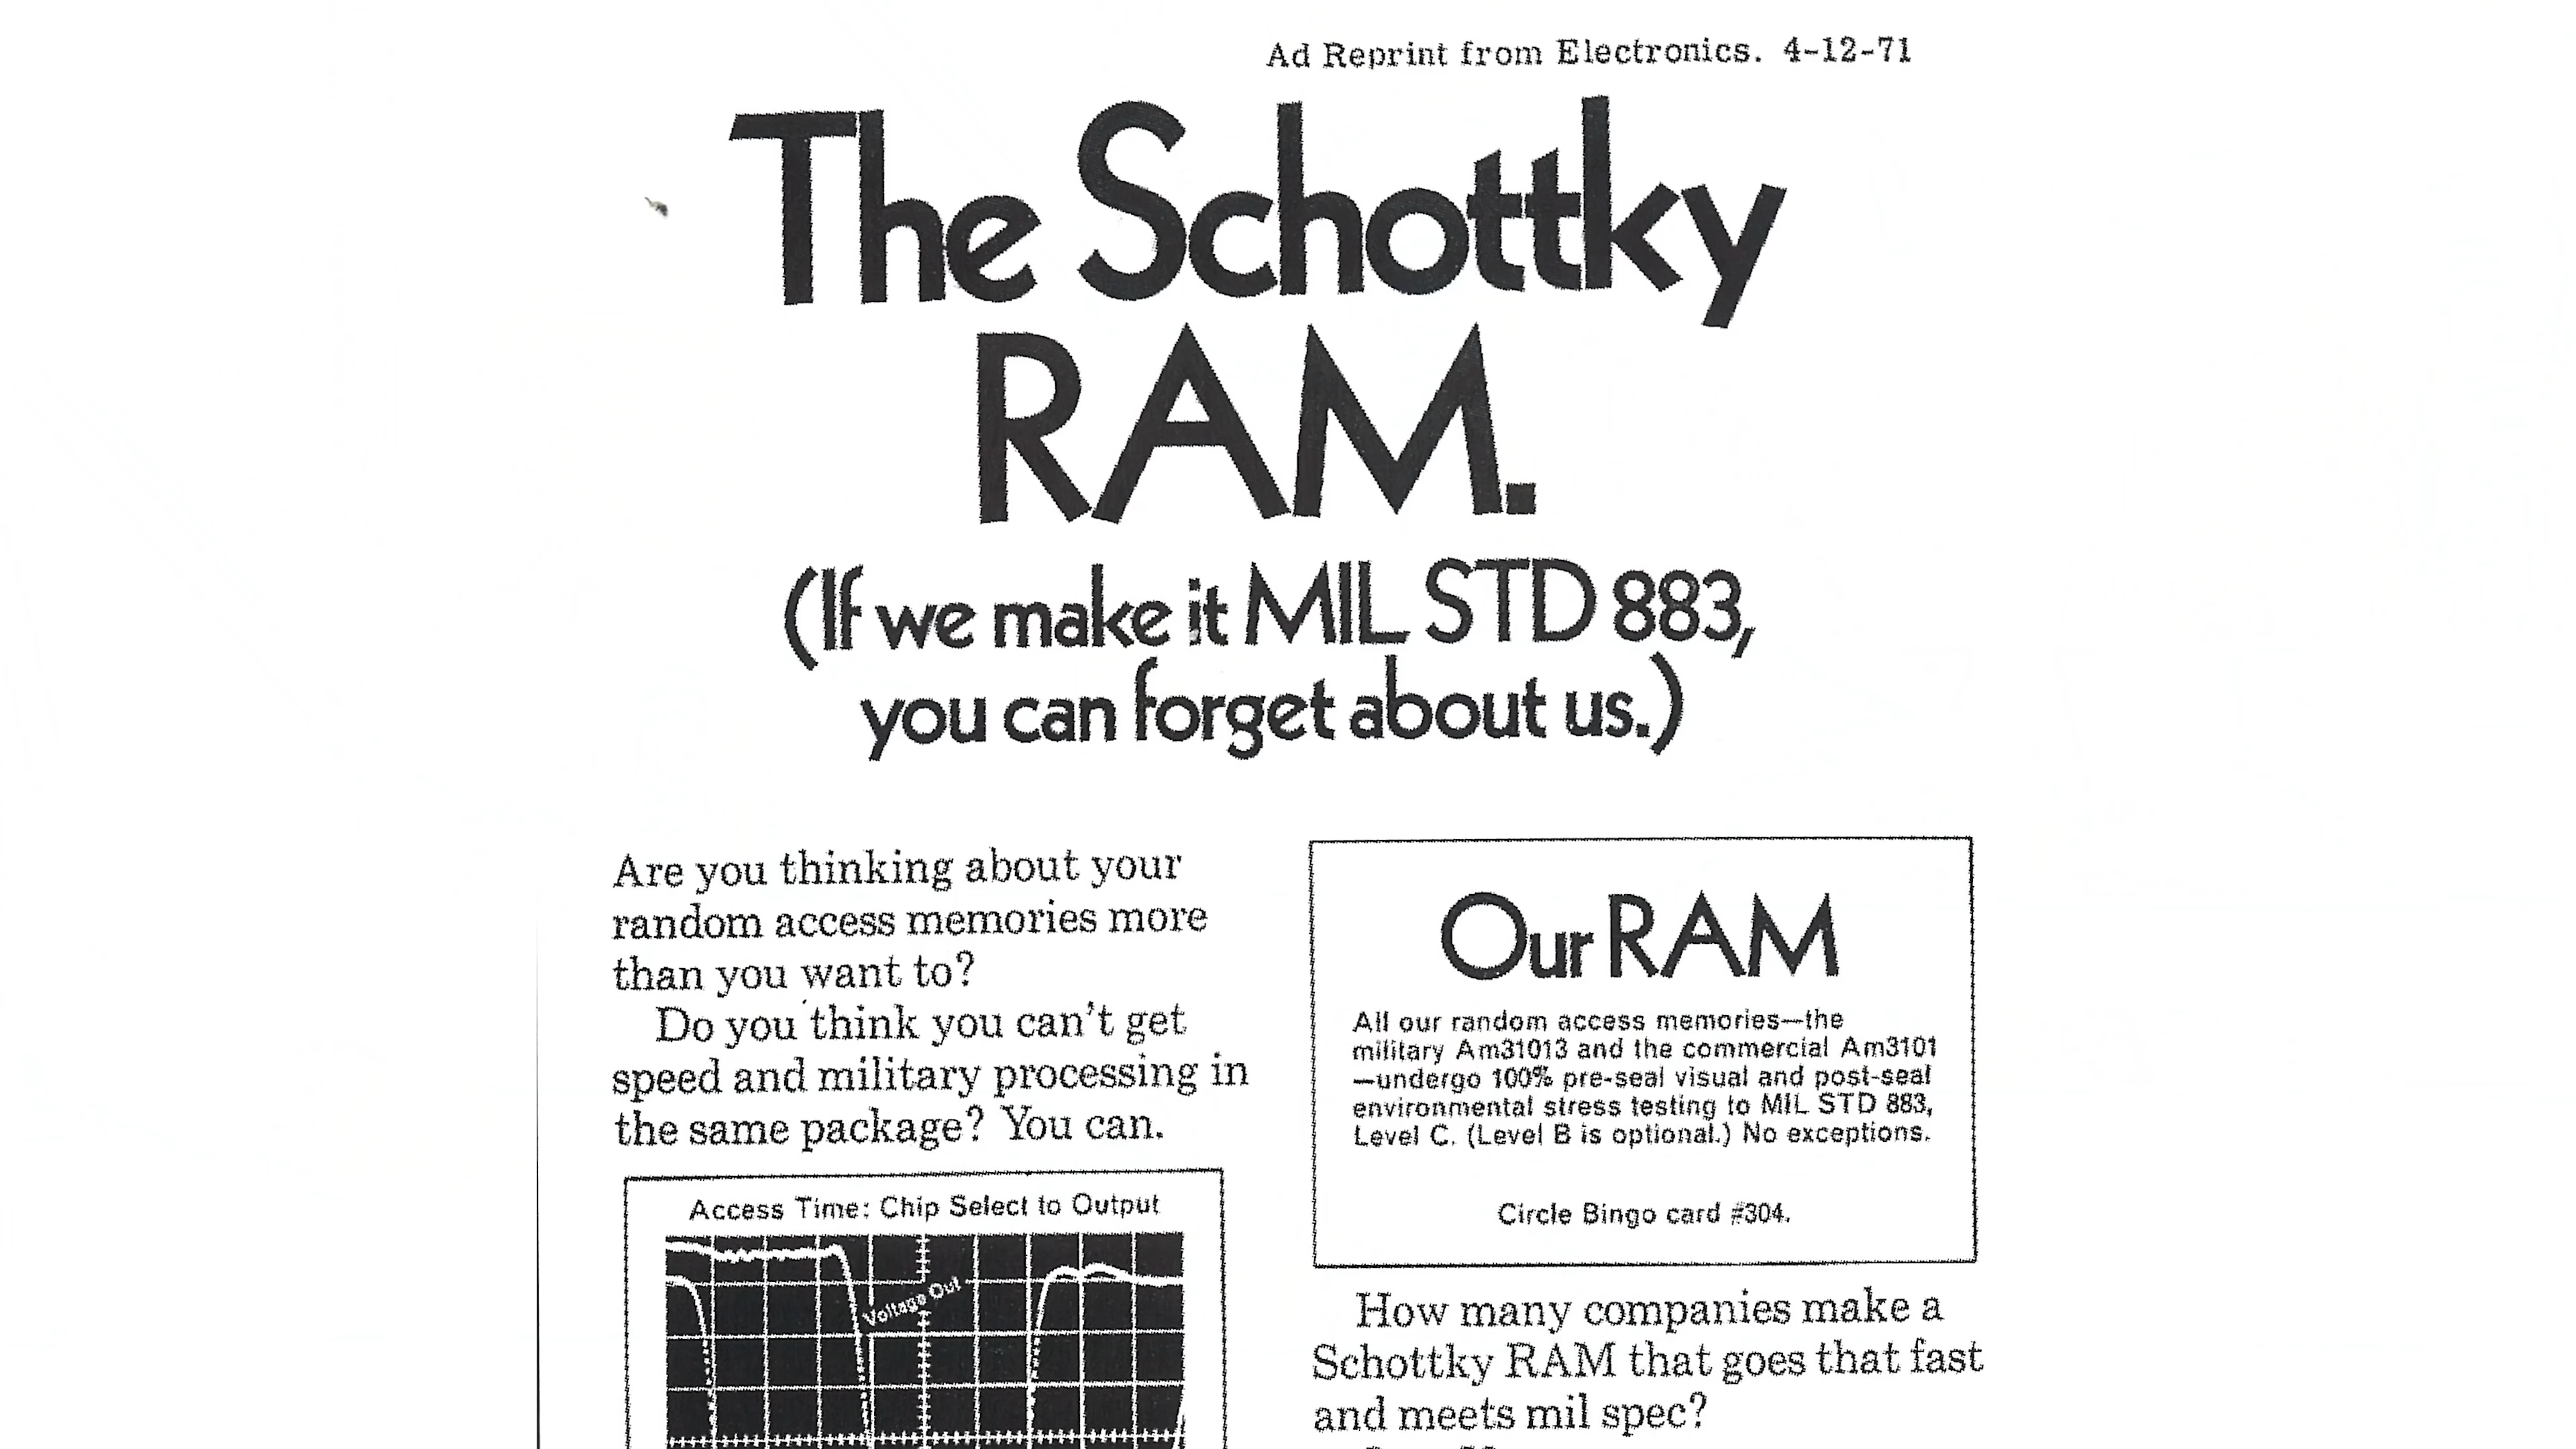 Ad Reprint from Electronics. 4-12-71
The Schottky
RAM.
(If we make it MIL STD 883,
you can forget about us.)
Are you thinking about your
random access memories more
than you want to?
Do you think you can't get
speed and military processing in
the same package? You can.
Access Time: Chip Select to Output
Voltage Out
Our RAM
All our random access memories—the
military Am31013 and the commercial Am3101
—undergo 100% pre-seal visual and post-seal
environmental stress testing to MIL STD 883,
Level C. (Level B is optional.) No exceptions.
Circle Bingo card #304.
How many companies make a
Schottky RAM that goes that fast
and meets mil spec?